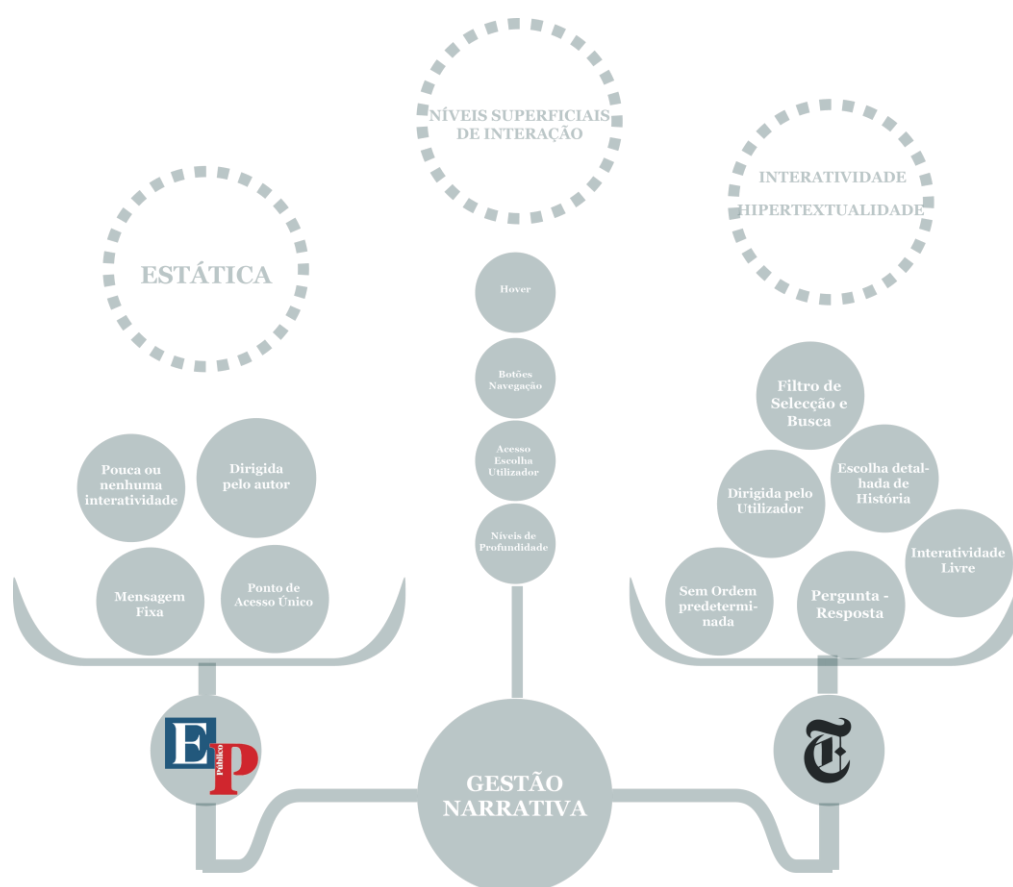 NÍVEIS SUPERFICIAIS
DE INTERAÇÃO
INTERATIVIDADE
HIPERTEXTUALIDADE
ESTÁTICA
Hover
Botões
Navegação
Acesso
Escolha
Utilizador
Níveis de
Profundidade
Pouca ou
nenhuma
interatividade
Dirigida
pelo autor
Mensagem
Fixa
Ponto de
Acesso Único
Filtro de
Selecção e
Busca
Escolha detal-
hada de
História
Dirigida pelo
Utilizador
Interatividade
Livre
Sem Ordem
predetermi-
nada
Pergunta -
Resposta
E
P
Público
T
GESTÃO
NARRATIVA